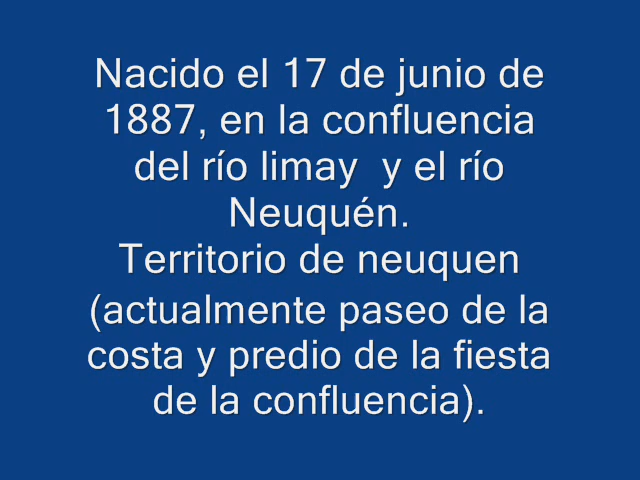 Nacido el 17 de junio de
1887, en la confluencia
del río limay  y el río
Neuquén.
Territorio de neuquen
(actualmente paseo de la
costa y predio de la fiesta
de la confluencia).